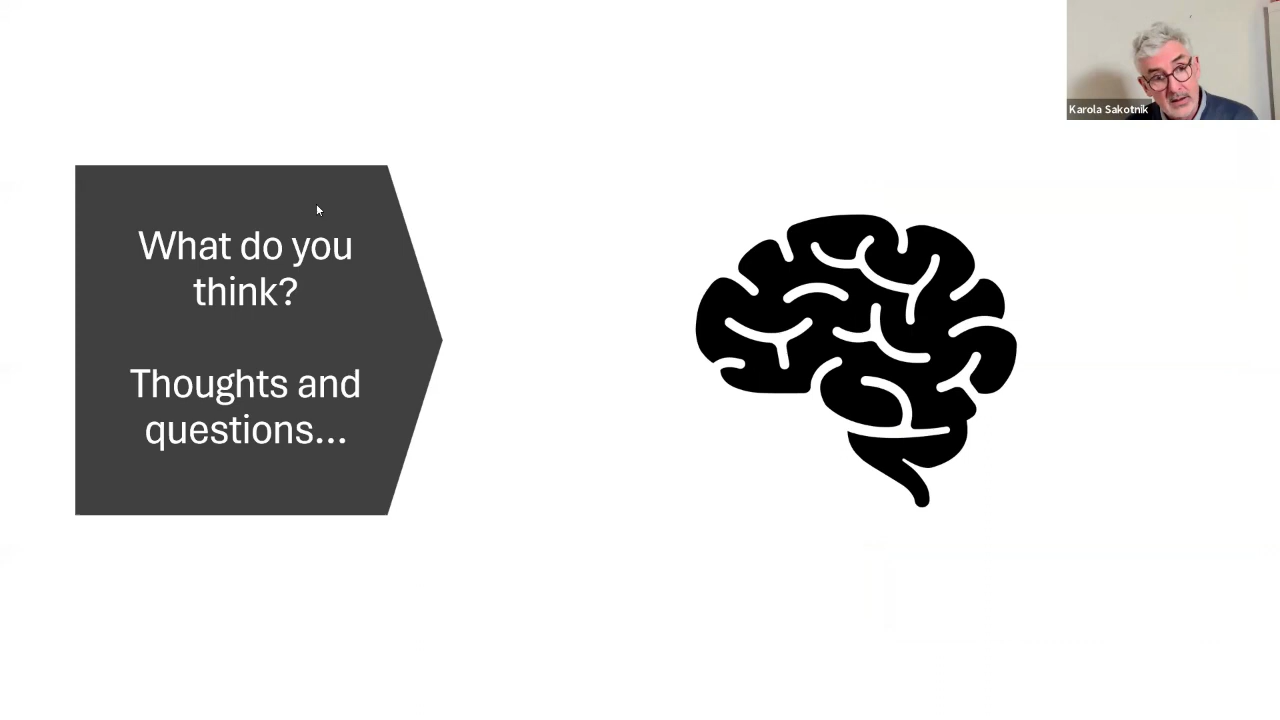 Karola Sakotnik
What do you
think?
Thoughts and
questions...